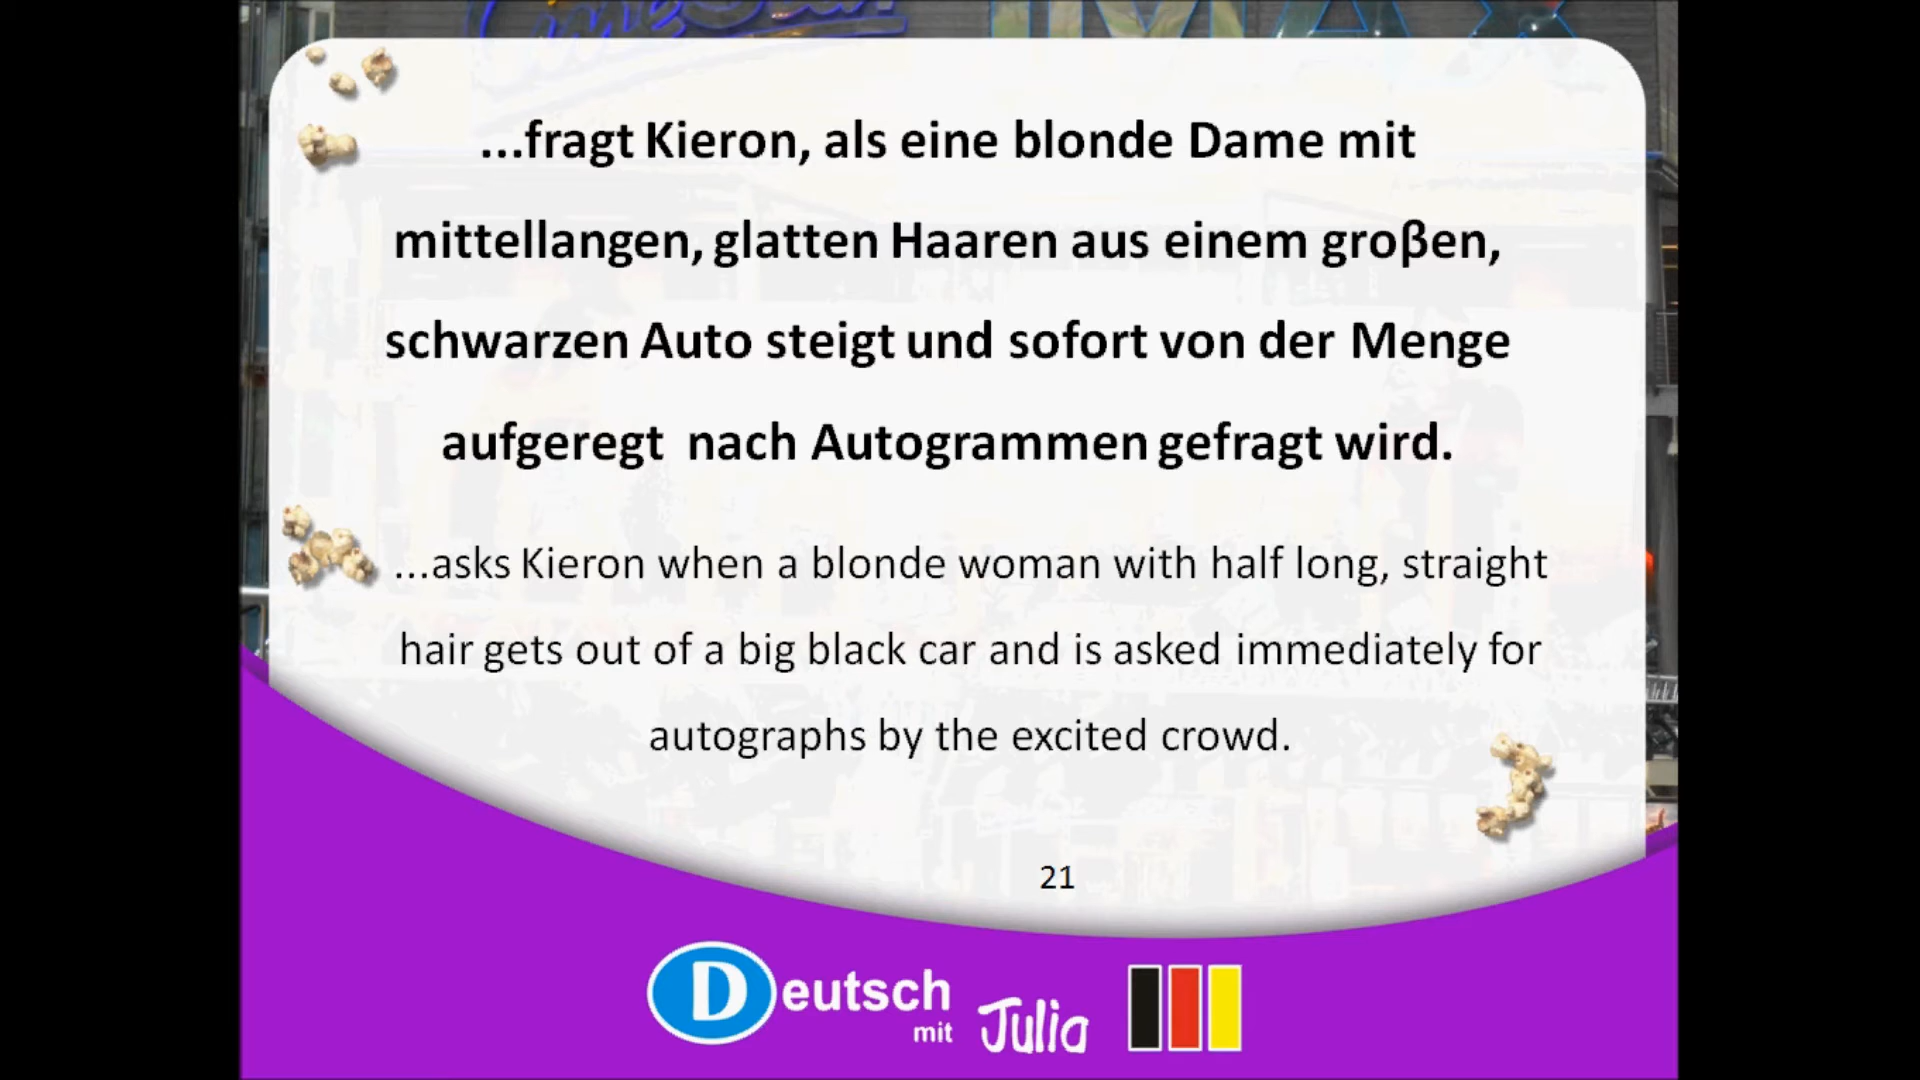 IMAX
...fragt Kieron, als eine blonde Dame mit
mittellangen, glatten Haaren aus einem großen,
schwarzen Auto steigt und sofort von der Menge
aufgeregt nach Autogrammen gefragt wird.
...asks Kieron when a blonde woman with half long, straight
hair gets out of a big black car and is asked immediately for
autographs by the excited crowd.
21
Deutsch
mit Julia